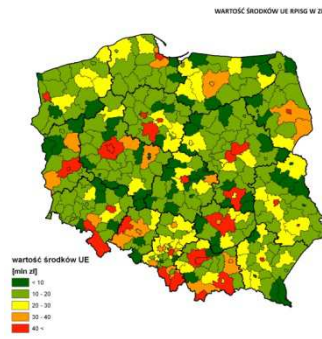 WARTOŚĆ ŚRODKÓW UE RPISG W Z
wartość środków UE
[mln zł]
< 10
10 - 20
20 - 30
30 - 40
40 <